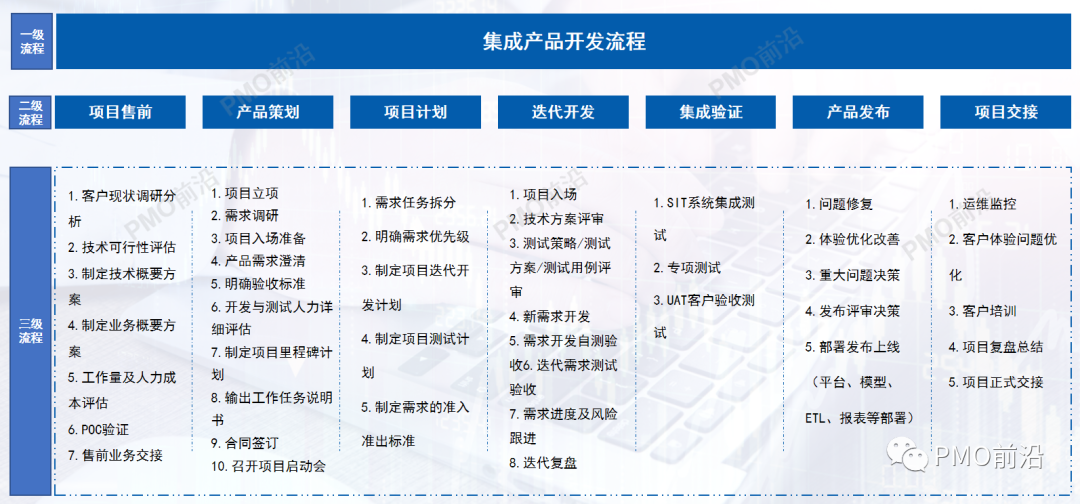 一级
流程
集成产品开发流程
二级
流程
项目售前
产品策划
项目计划
迭代开发
集成验证
产品发布
项目交接
三级
流程
1. 客户现状调研分
析
2. 技术可行性评估
3. 制定技术概要方
案
4. 制定业务概要方
案
5. 工作量及人力成
本评估
6. POC验证
7. 售前业务交接
1. 项目立项
2. 需求调研
3. 项目入场准备
4. 产品需求澄清
5. 明确验收标准
6. 开发与测试人力详
细评估
7. 制定项目里程碑计
划
8. 输出工作任务说明
书
9. 合同签订
10. 召开项目启动会
1. 需求任务拆分
2. 明确需求优先级
3. 制定项目迭代开
发计划
4. 制定项目测试计
划
5. 制定需求的准入
准出标准
1. 项目入场
2. 技术方案评审
3. 测试策略/测试
方案/测试用例评
审
4. 新需求开发
5. 需求开发自测验
收6. 迭代需求测试
验收
7. 需求进度及风险
跟进
8. 迭代复盘
1. SIT系统集成测
试
2. 专项测试
3. UAT客户验收测
试
1. 问题修复
2. 体验优化改善
3. 重大问题决策
4. 发布评审决策
5. 部署发布上线
（平台、模型、
ETL、报表等部署）
1. 运维监控
2. 客户体验问题优
化
3. 客户培训
4. 项目复盘总结
5. 项目正式交接
PMO前沿
PMO前沿
PMO前沿
PMO前沿
PMO前沿
PMO前沿